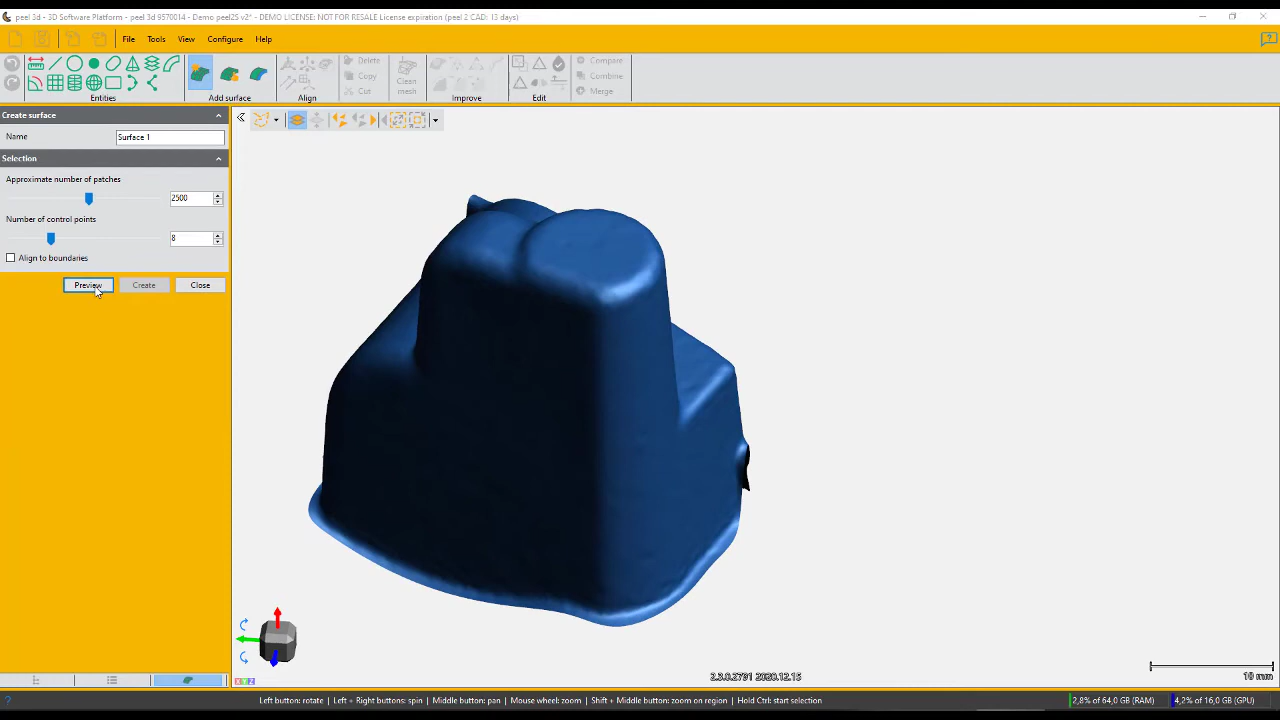 peel 3d - 3D Software Platform - peel 3d 9570014 - Demo peel2S v2* - DEMO LICENSE: NOT FOR RESALE License expiration (peel 2 CAD: 13 days)
File Tools View Configure Help
Entities
Add surface
Align
Delete
Copy
Cut
Clean mesh
Improve
Edit
Compare
Combine
Merge
Create surface
Name Surface 1
Selection
Approximate number of patches
2500
Number of control points
8
Align to boundaries
Preview Create Close
X Y Z
2.3.0.2791 2020.12.15
10 mm
Left button: rotate | Left + Right buttons: spin | Middle button: pan | Mouse wheel: zoom | Shift + Middle button: zoom on region | Hold Ctrl: start selection
2,8% of 64,0 GB (RAM) 4,2% of 16,0 GB (GPU)